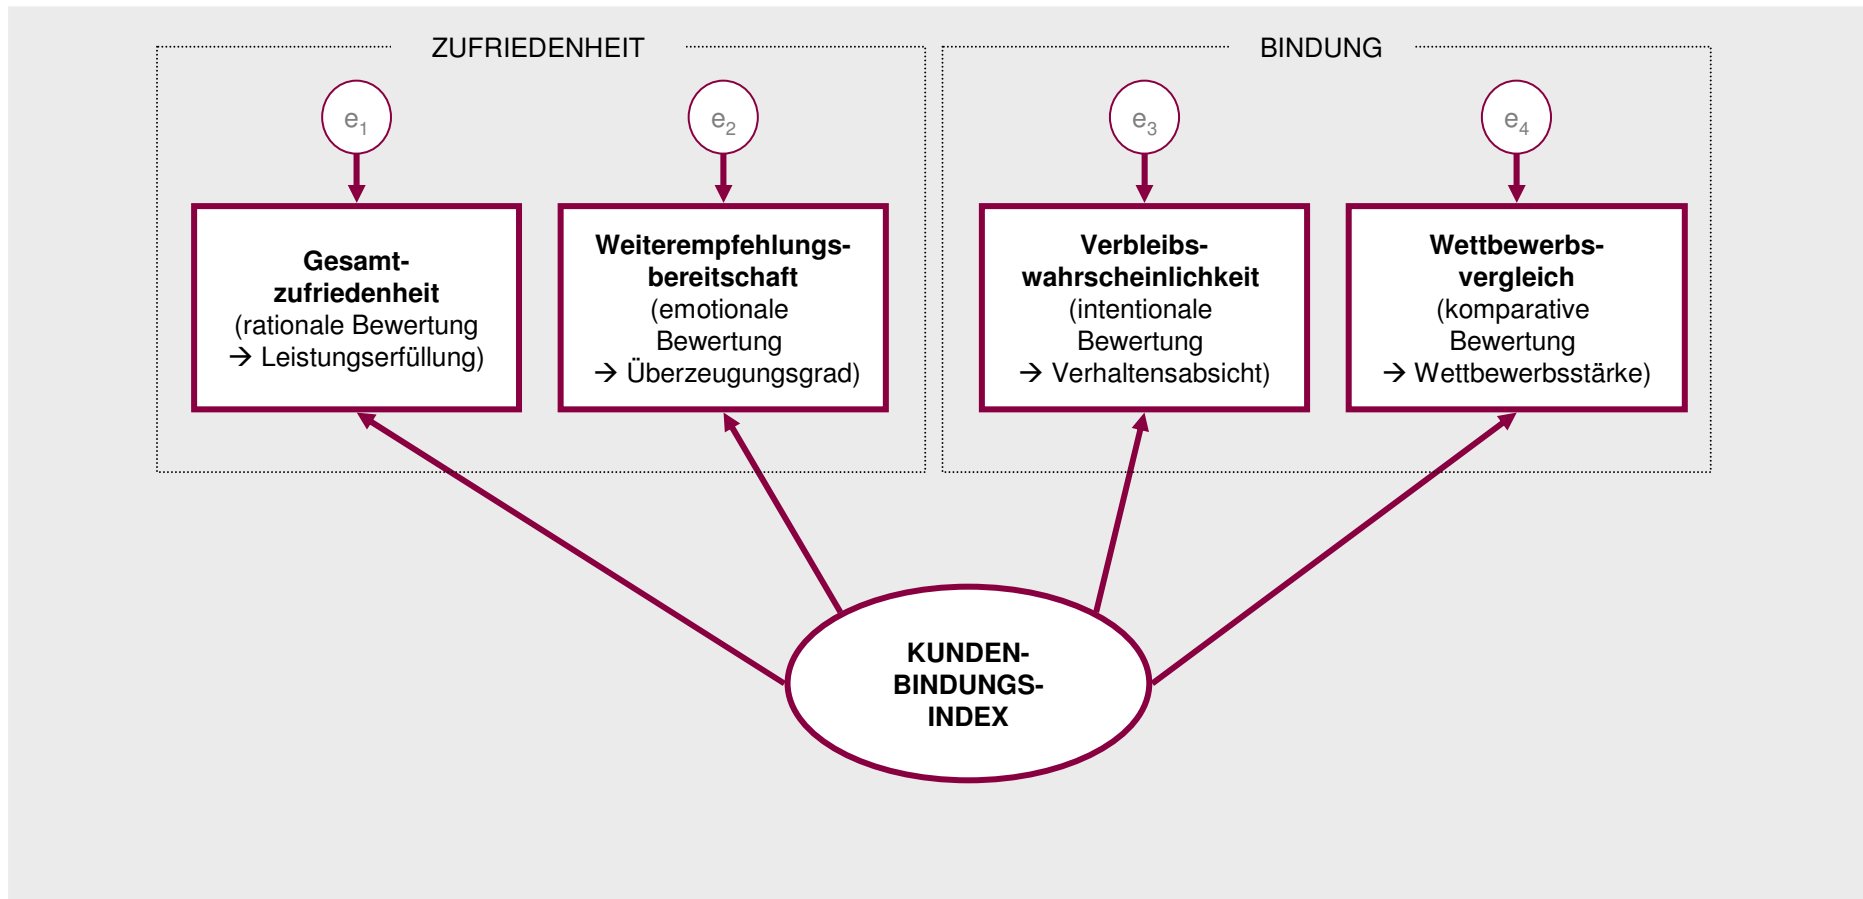 ZUFRIEDENHEIT
e1
e2
Gesamt-
zufriedenheit
(rationale Bewertung
→ Leistungserfüllung)
Weiterempfehlungs-
bereitschaft
(emotionale
Bewertung
→ Überzeugungsgrad)
BINDUNG
e3
e4
Verbleibs-
wahrscheinlichkeit
(intentionale
Bewertung
→ Verhaltensabsicht)
Wettbewerbs-
vergleich
(komparative
Bewertung
→ Wettbewerbsstärke)
KUNDEN-
BINDUNGS-
INDEX